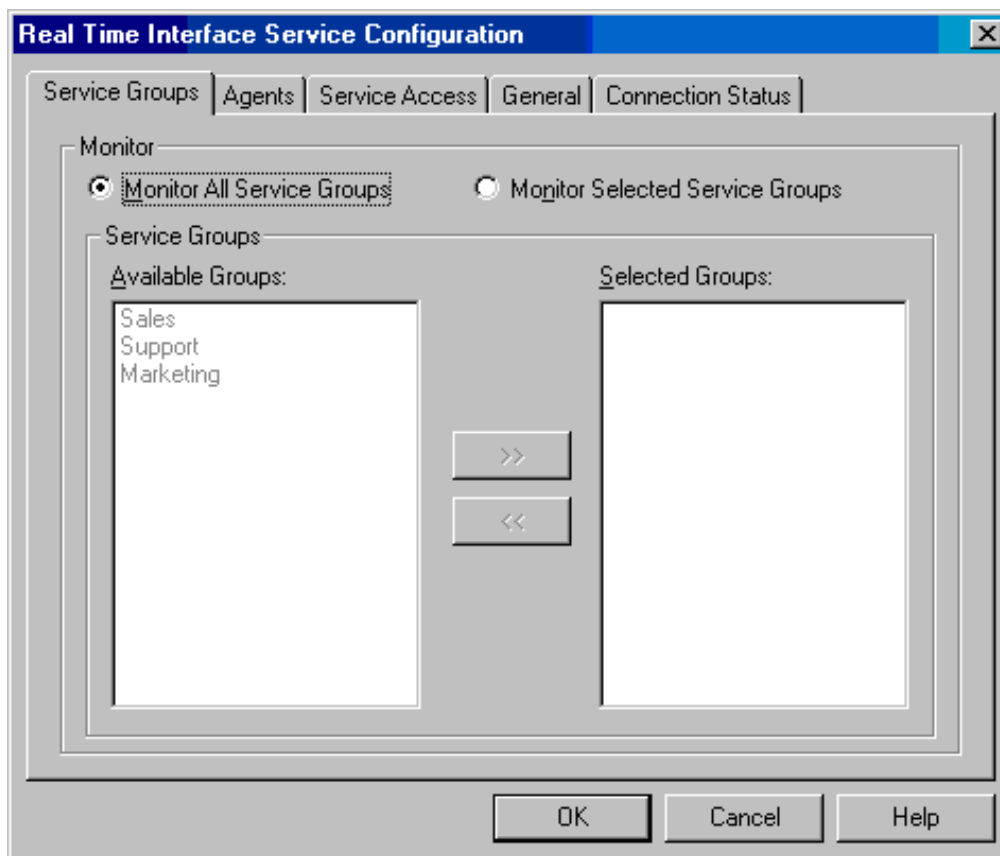 Real Time Interface Service Configuration
Service Groups Agents Service Access General Connection Status
Monitor
Monitor All Service Groups Monitor Selected Service Groups
Service Groups
Available Groups: Selected Groups:
Sales
Support
Marketing
>>
<<
OK Cancel Help